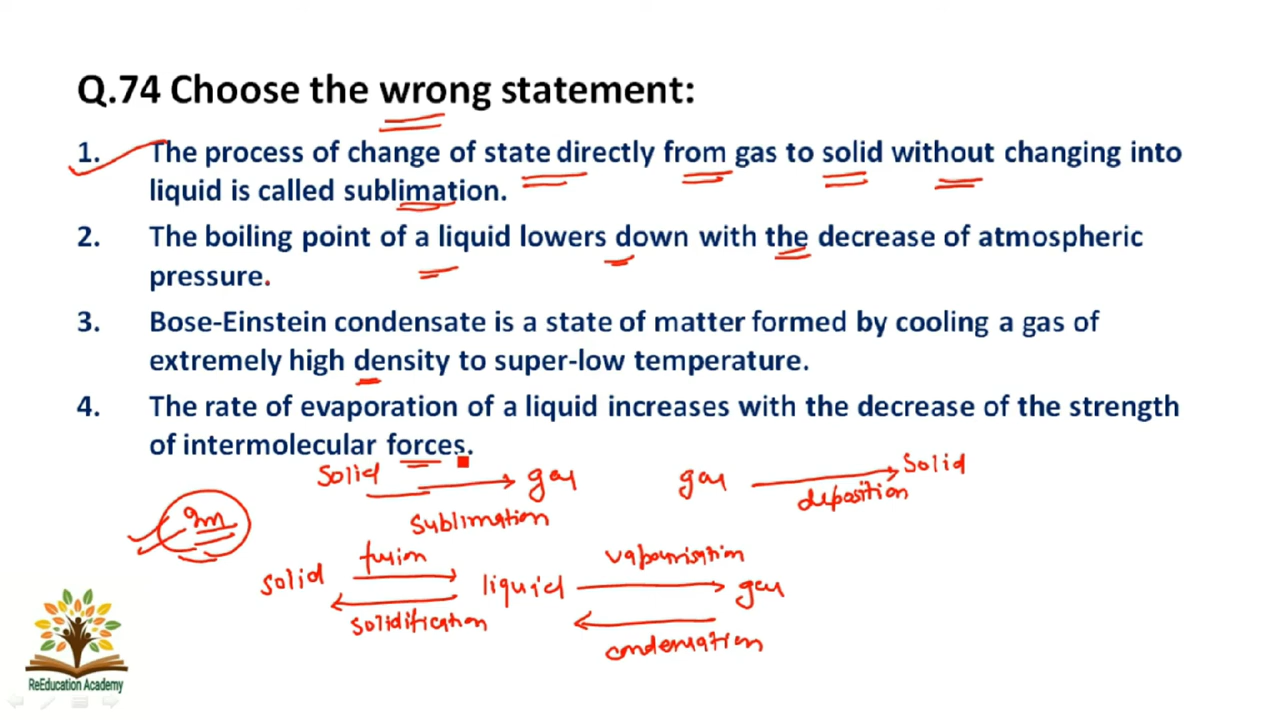 Q.74 Choose the wrong statement:
1. The process of change of state directly from gas to solid without changing into
liquid is called sublimation.
2. The boiling point of a liquid lowers down with the decrease of atmospheric
pressure.
3. Bose-Einstein condensate is a state of matter formed by cooling a gas of
extremely high density to super-low temperature.
4. The rate of evaporation of a liquid increases with the decrease of the strength
of intermolecular forces.
Solid gas gas Solid
Sublimation deposition
fusion vapourisation
solid liquid gas
solidification condensation
ReEducation Academy